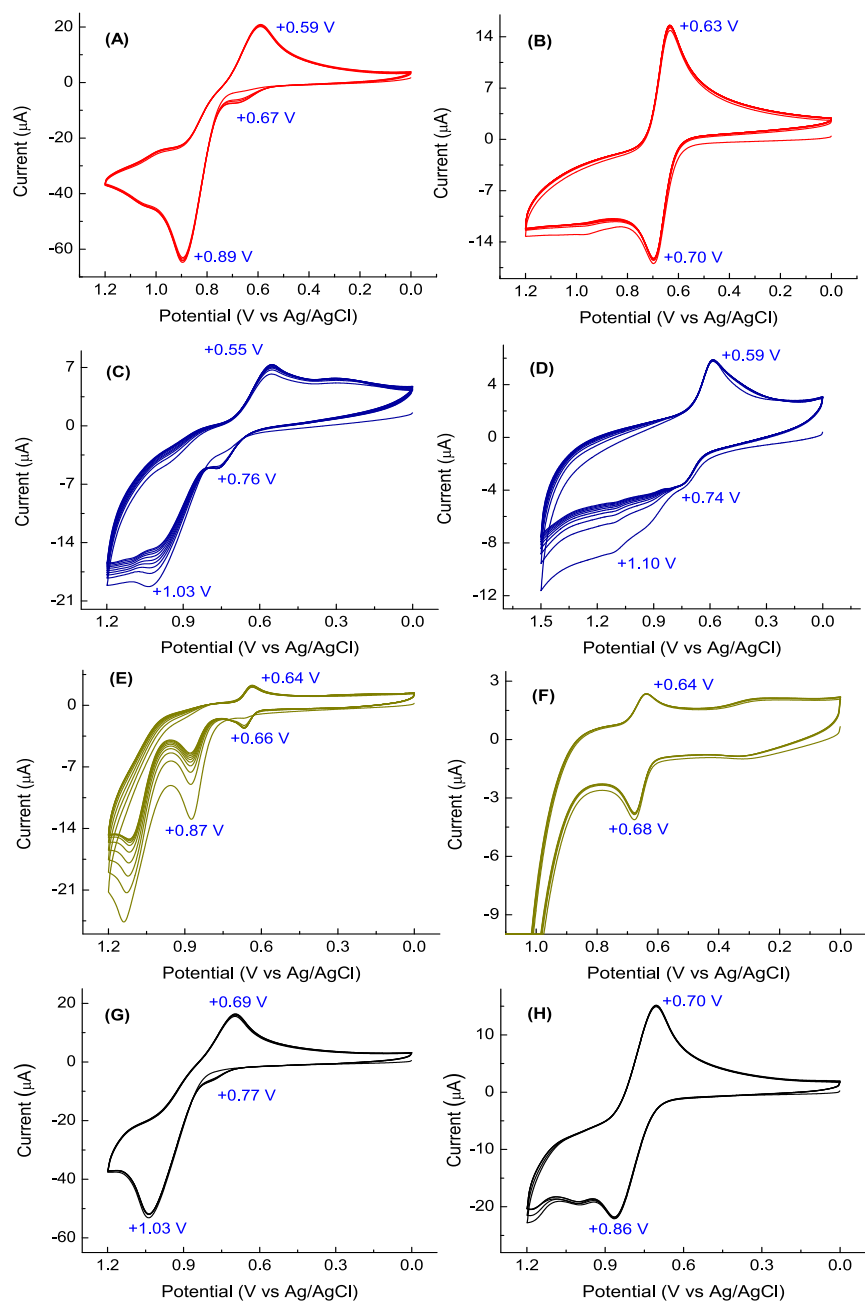 (A)
+0.59 V
+0.67 V
+0.89 V
20
0
-20
-40
-60
Current (µA)
1.2 1.0 0.8 0.6 0.4 0.2 0.0
Potential (V vs Ag/AgCl)
(B)
+0.63 V
+0.70 V
14
7
0
-7
-14
Current (µA)
1.2 1.0 0.8 0.6 0.4 0.2 0.0
Potential (V vs Ag/AgCl)
(C)
+0.55 V
+0.76 V
+1.03 V
7
0
-7
-14
-21
Current (µA)
1.2 0.9 0.6 0.3 0.0
Potential (V vs Ag/AgCl)
(D)
+0.59 V
+0.74 V
+1.10 V
4
0
-4
-8
-12
Current (µA)
1.5 1.2 0.9 0.6 0.3 0.0
Potential (V vs Ag/AgCl)
(E)
+0.64 V
+0.66 V
+0.87 V
0
-7
-14
-21
Current (µA)
1.2 0.9 0.6 0.3 0.0
Potential (V vs Ag/AgCl)
(F)
+0.64 V
+0.68 V
3
0
-3
-6
-9
Current (µA)
1.0 0.8 0.6 0.4 0.2 0.0
Potential (V vs Ag/AgCl)
(G)
+0.69 V
+0.77 V
+1.03 V
20
0
-20
-40
-60
Current (µA)
1.2 0.9 0.6 0.3 0.0
Potential (V vs Ag/AgCl)
(H)
+0.70 V
+0.86 V
10
0
-10
-20
Current (µA)
1.2 1.0 0.8 0.6 0.4 0.2 0.0
Potential (V vs Ag/AgCl)